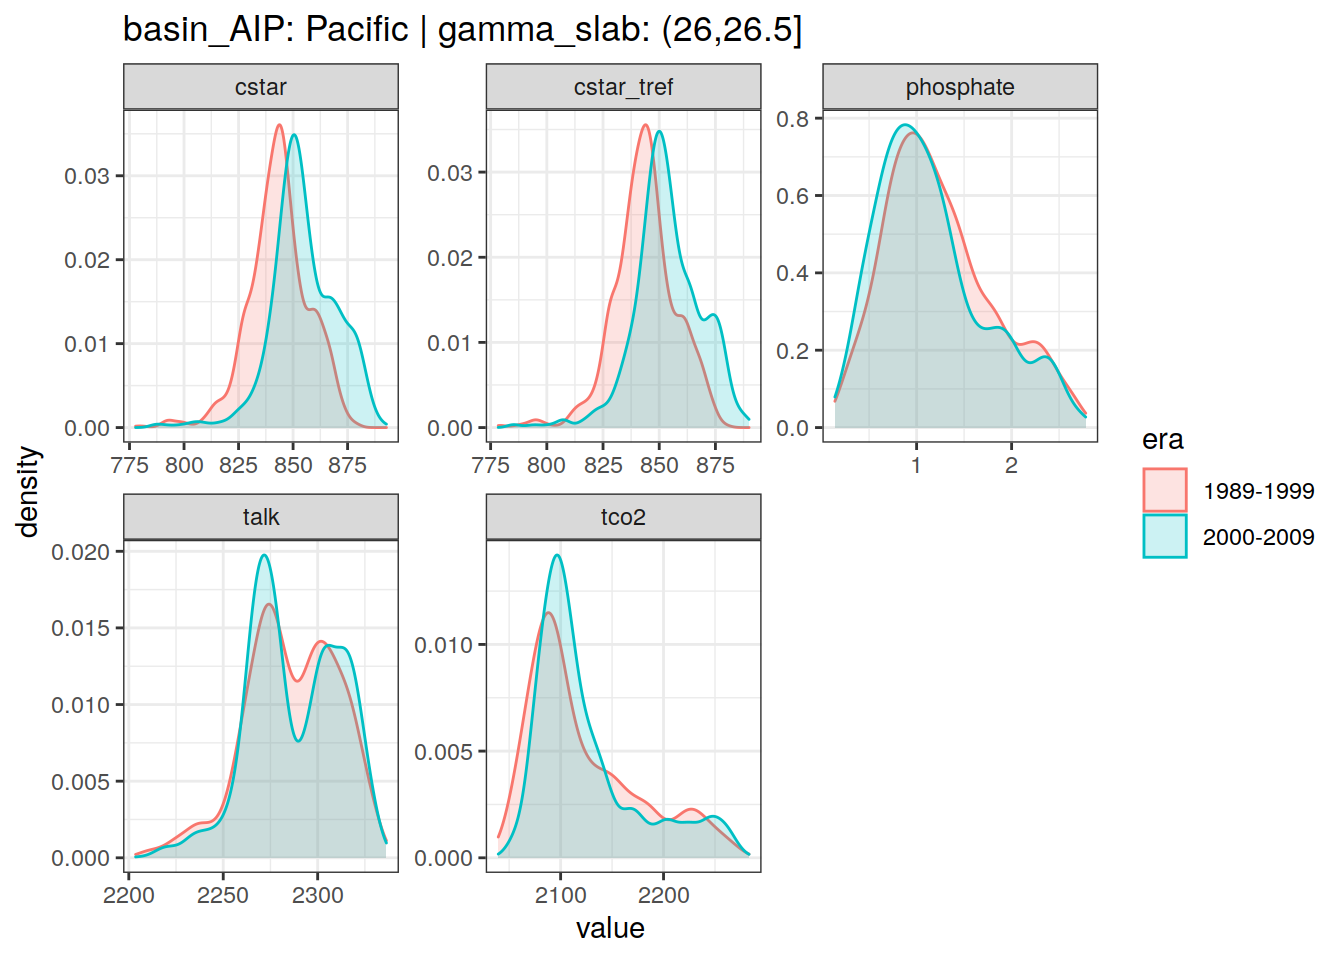 basin_AIP: Pacific | gamma_slab: (26,26.5]
cstar
cstar_tref
phosphate
0.03
0.02
0.01
0.00
775 800 825 850 875
0.03
0.02
0.01
0.00
775 800 825 850 875
0.8
0.6
0.4
0.2
0.0
1 2
density
talk
tco2
0.020
0.015
0.010
0.005
0.000
2200 2250 2300
0.010
0.005
0.000
2100 2200
value
era
1989-1999
2000-2009